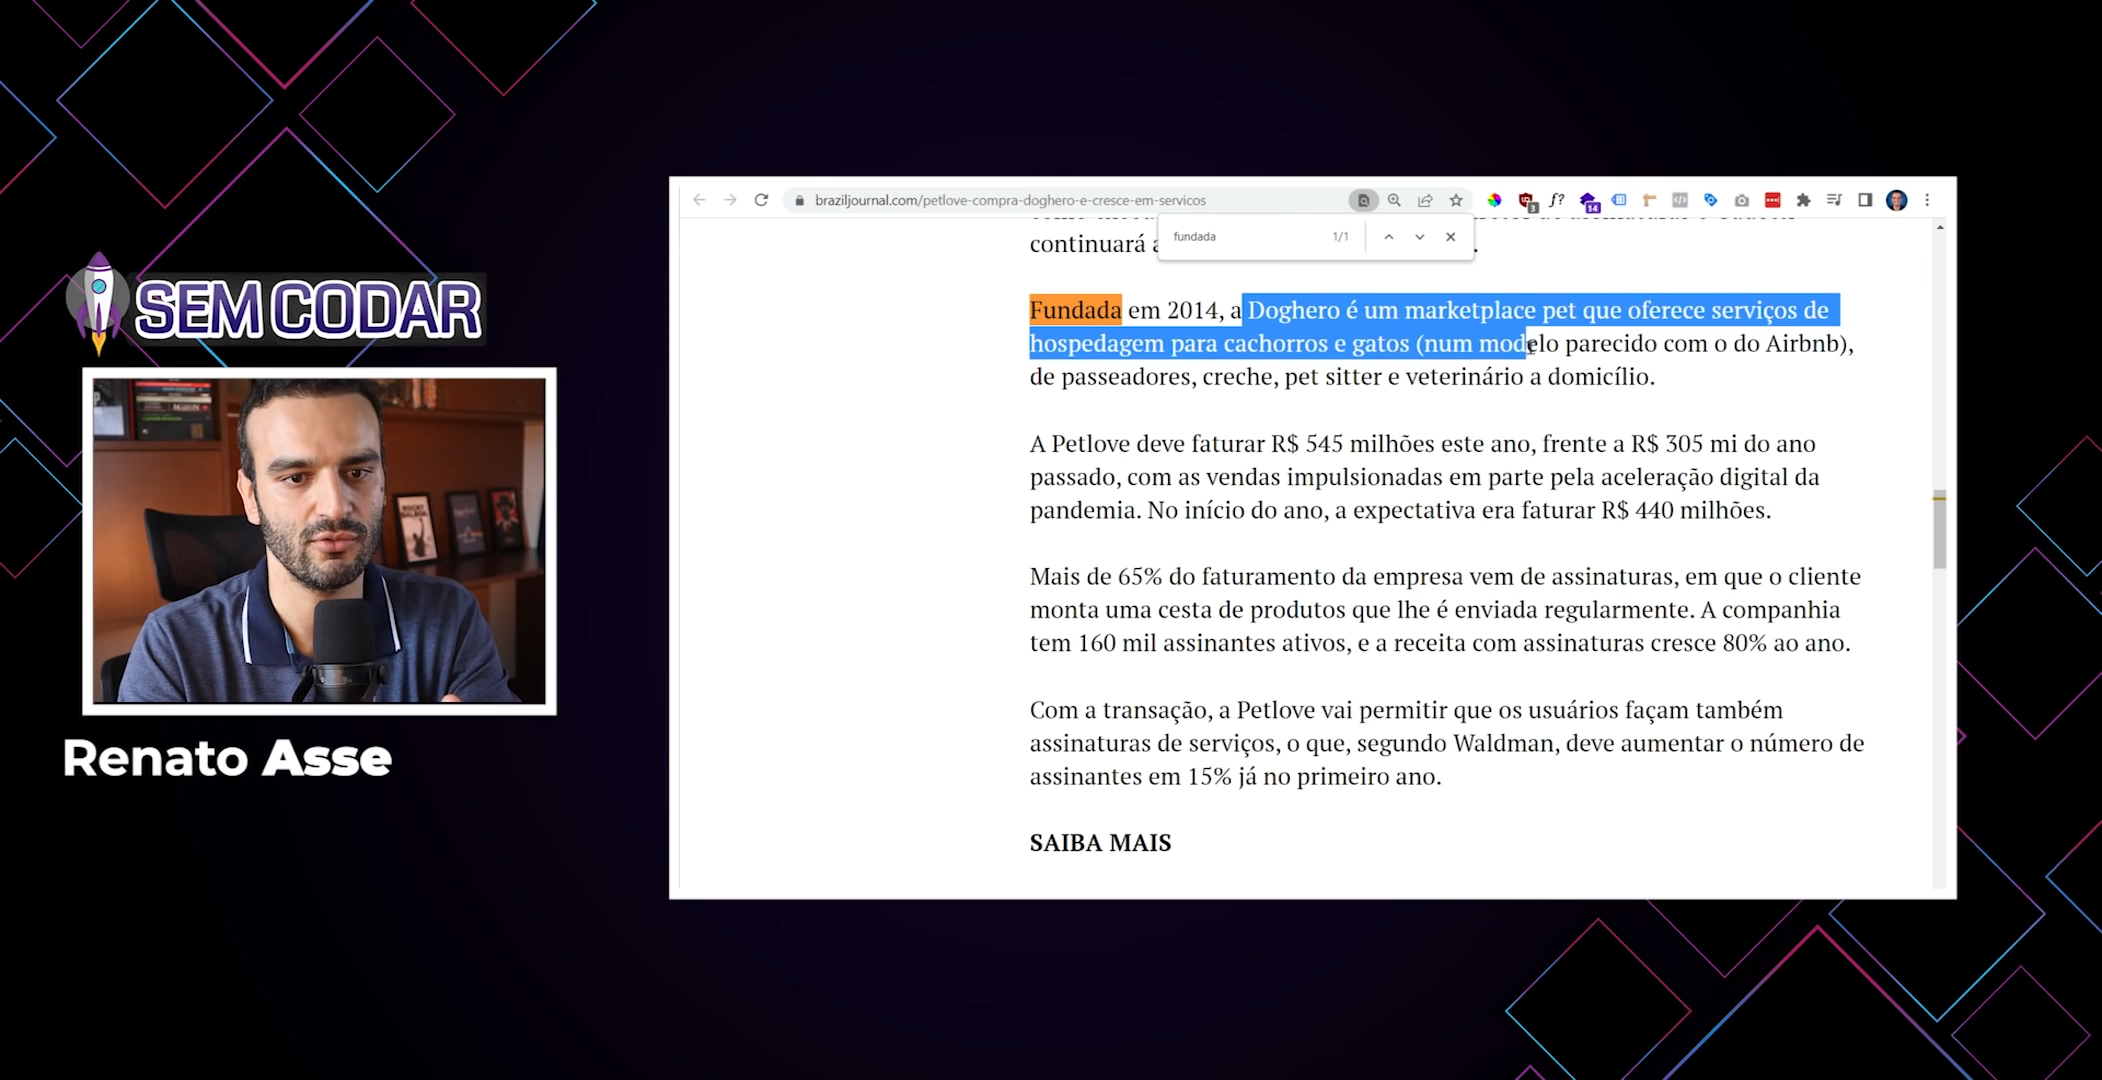 SEM CODAR
Renato Asse
braziljournal.com/petlove-compra-doghero-e-cresce-em-servicos
fundada
1/1
3
f?
14
continuará a
Fundada em 2014, a Doghero é um marketplace pet que oferece serviços de
hospedagem para cachorros e gatos (num modelo parecido com o do Airbnb),
de passeadores, creche, pet sitter e veterinário a domicílio.
A Petlove deve faturar R$ 545 milhões este ano, frente a R$ 305 mi do ano
passado, com as vendas impulsionadas em parte pela aceleração digital da
pandemia. No início do ano, a expectativa era faturar R$ 440 milhões.
Mais de 65% do faturamento da empresa vem de assinaturas, em que o cliente
monta uma cesta de produtos que lhe é enviada regularmente. A companhia
tem 160 mil assinantes ativos, e a receita com assinaturas cresce 80% ao ano.
Com a transação, a Petlove vai permitir que os usuários façam também
assinaturas de serviços, o que, segundo Waldman, deve aumentar o número de
assinantes em 15% já no primeiro ano.
SAIBA MAIS